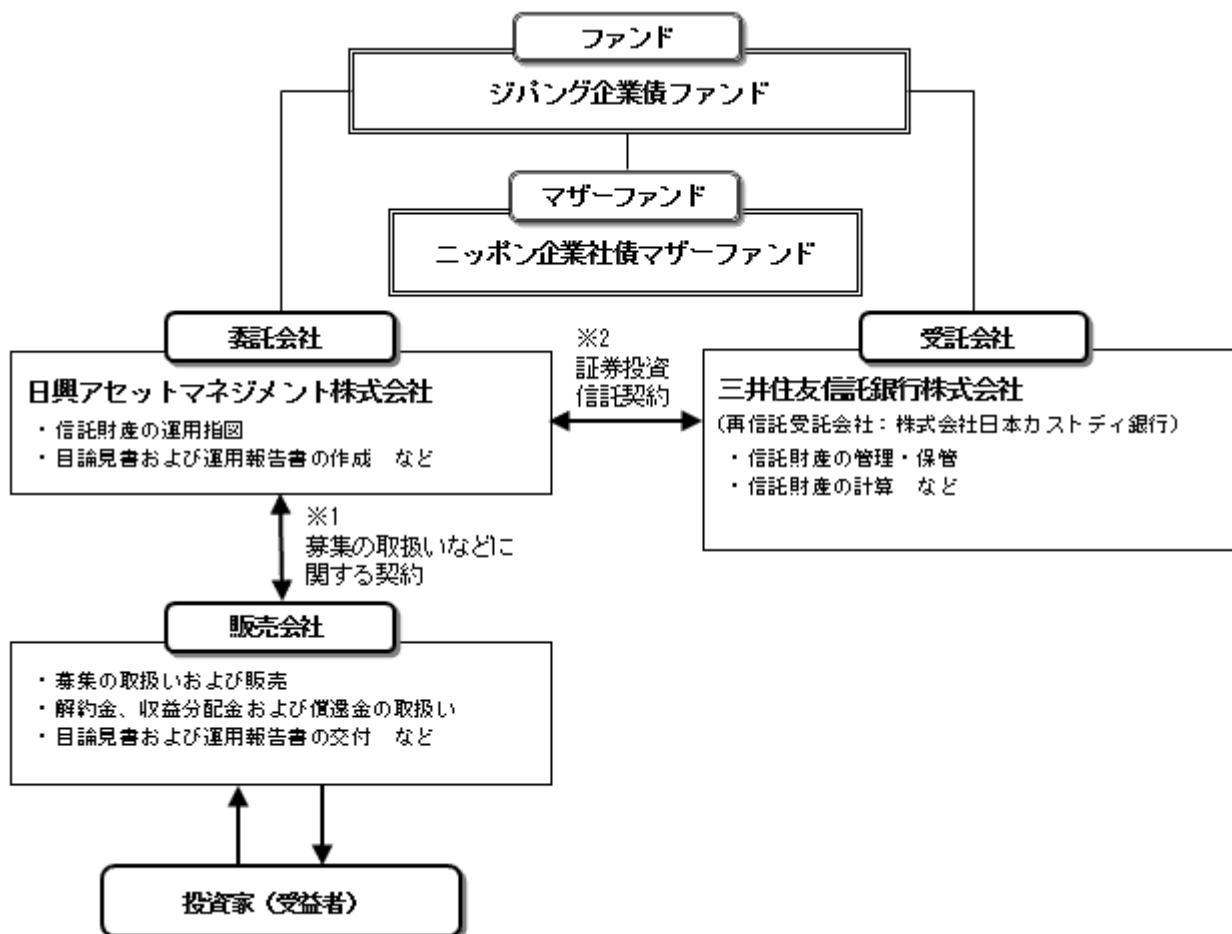 ファンド
ジパング企業債ファンド
マザーファンド
ニッポン企業社債マザーファンド
委託会社
日興アセットマネジメント株式会社
・信託財産の運用指図
・目論見書および運用報告書の作成 など
※2
証券投資
信託契約
受託会社
三井住友信託銀行株式会社
(再信託受託会社:株式会社日本カストディ銀行)
・信託財産の管理・保管
・信託財産の計算 など
※1
募集の取扱いなどに
関する契約
販売会社
・募集の取扱いおよび販売
・解約金、収益分配金および償還金の取扱い
・目論見書および運用報告書の交付 など
投資家(受益者)